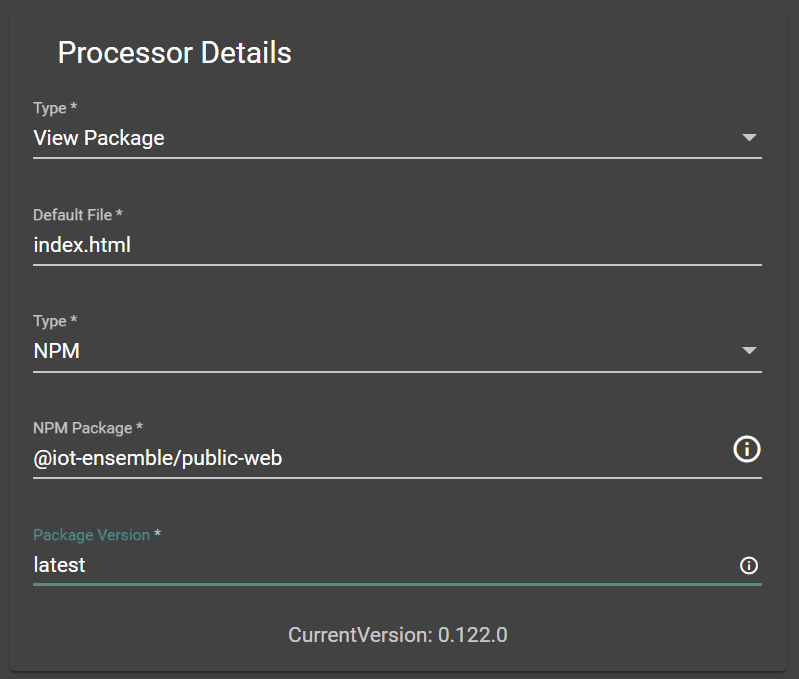 Processor Details
Type *
View Package
Default File *
index.html
Type *
NPM
NPM Package *
@iot-ensemble/public-web
Package Version *
latest
CurrentVersion: 0.122.0